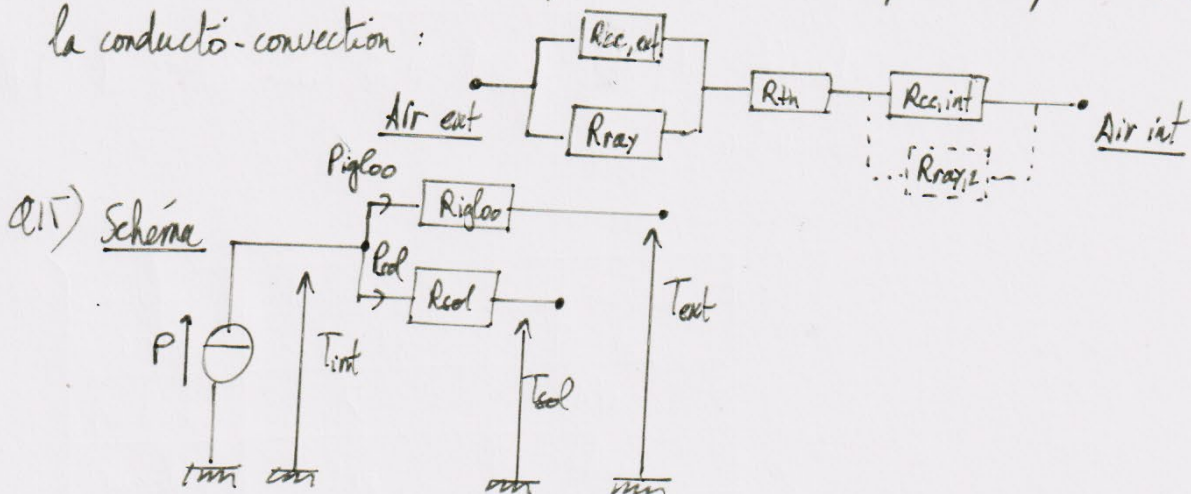 la conducto-convection :
Rcc,ext
Air ext
Rray
Rth
Rcc,int
Rray,2
Air int
Q15) Schéma
Pigloo
Rigloo
Psol
Rsol
P
Tint
Tsol
Text